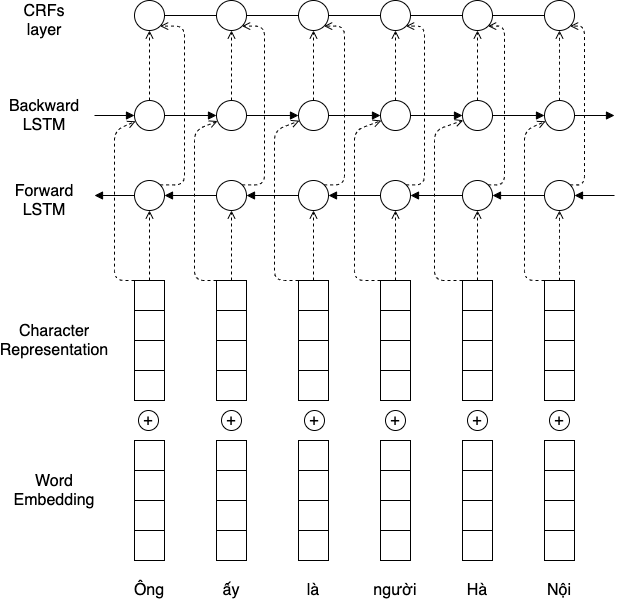 CRFs
layer
Backward
LSTM
Forward
LSTM
Character
Representation
+ + + + + +
Word
Embedding
Ông ấy là người Hà Nội